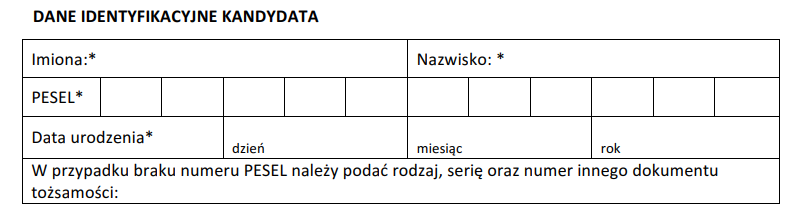 DANE IDENTYFIKACYJNE KANDYDATA
Imiona:* Nazwisko: *
PESEL*
Data urodzenia* dzień miesiąc rok
W przypadku braku numeru PESEL należy podać rodzaj, serię oraz numer innego dokumentu
tożsamości: